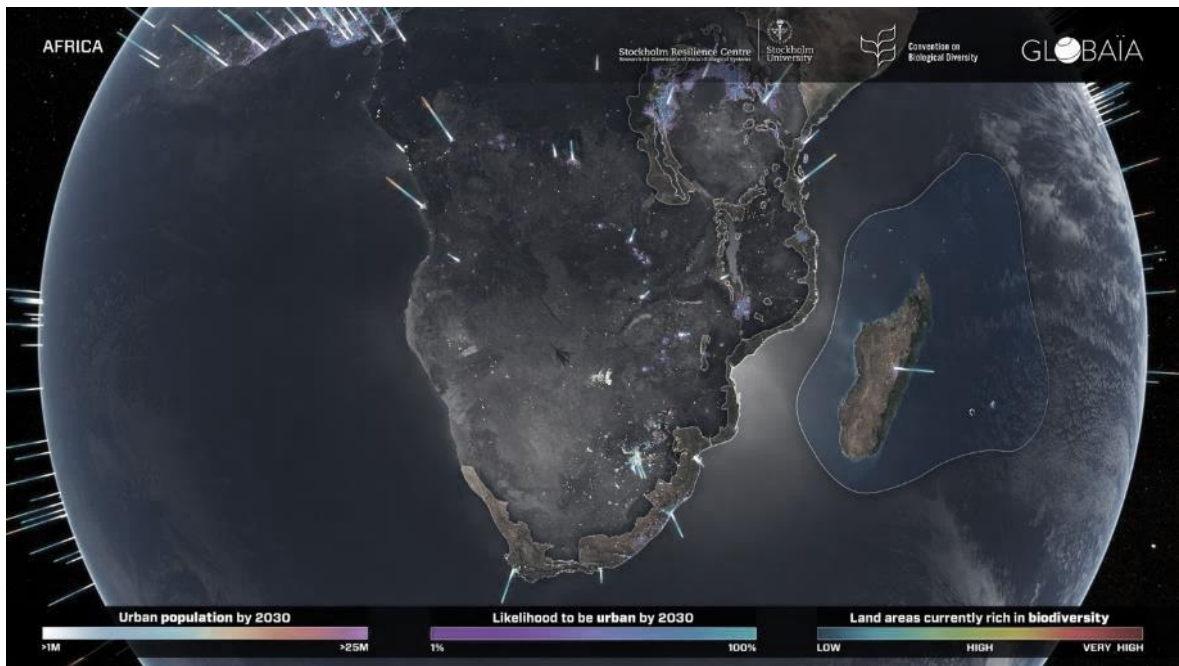 AFRICA
Stockholm Resilience Centre
Stockholm
University
Convention on
Biological Diversity
GLOBAÏA
Urban population by 2030
>1M
>25M
Likelihood to be urban by 2030
1%
100%
Land areas currently rich in biodiversity
LOW
HIGH
VERY HIGH